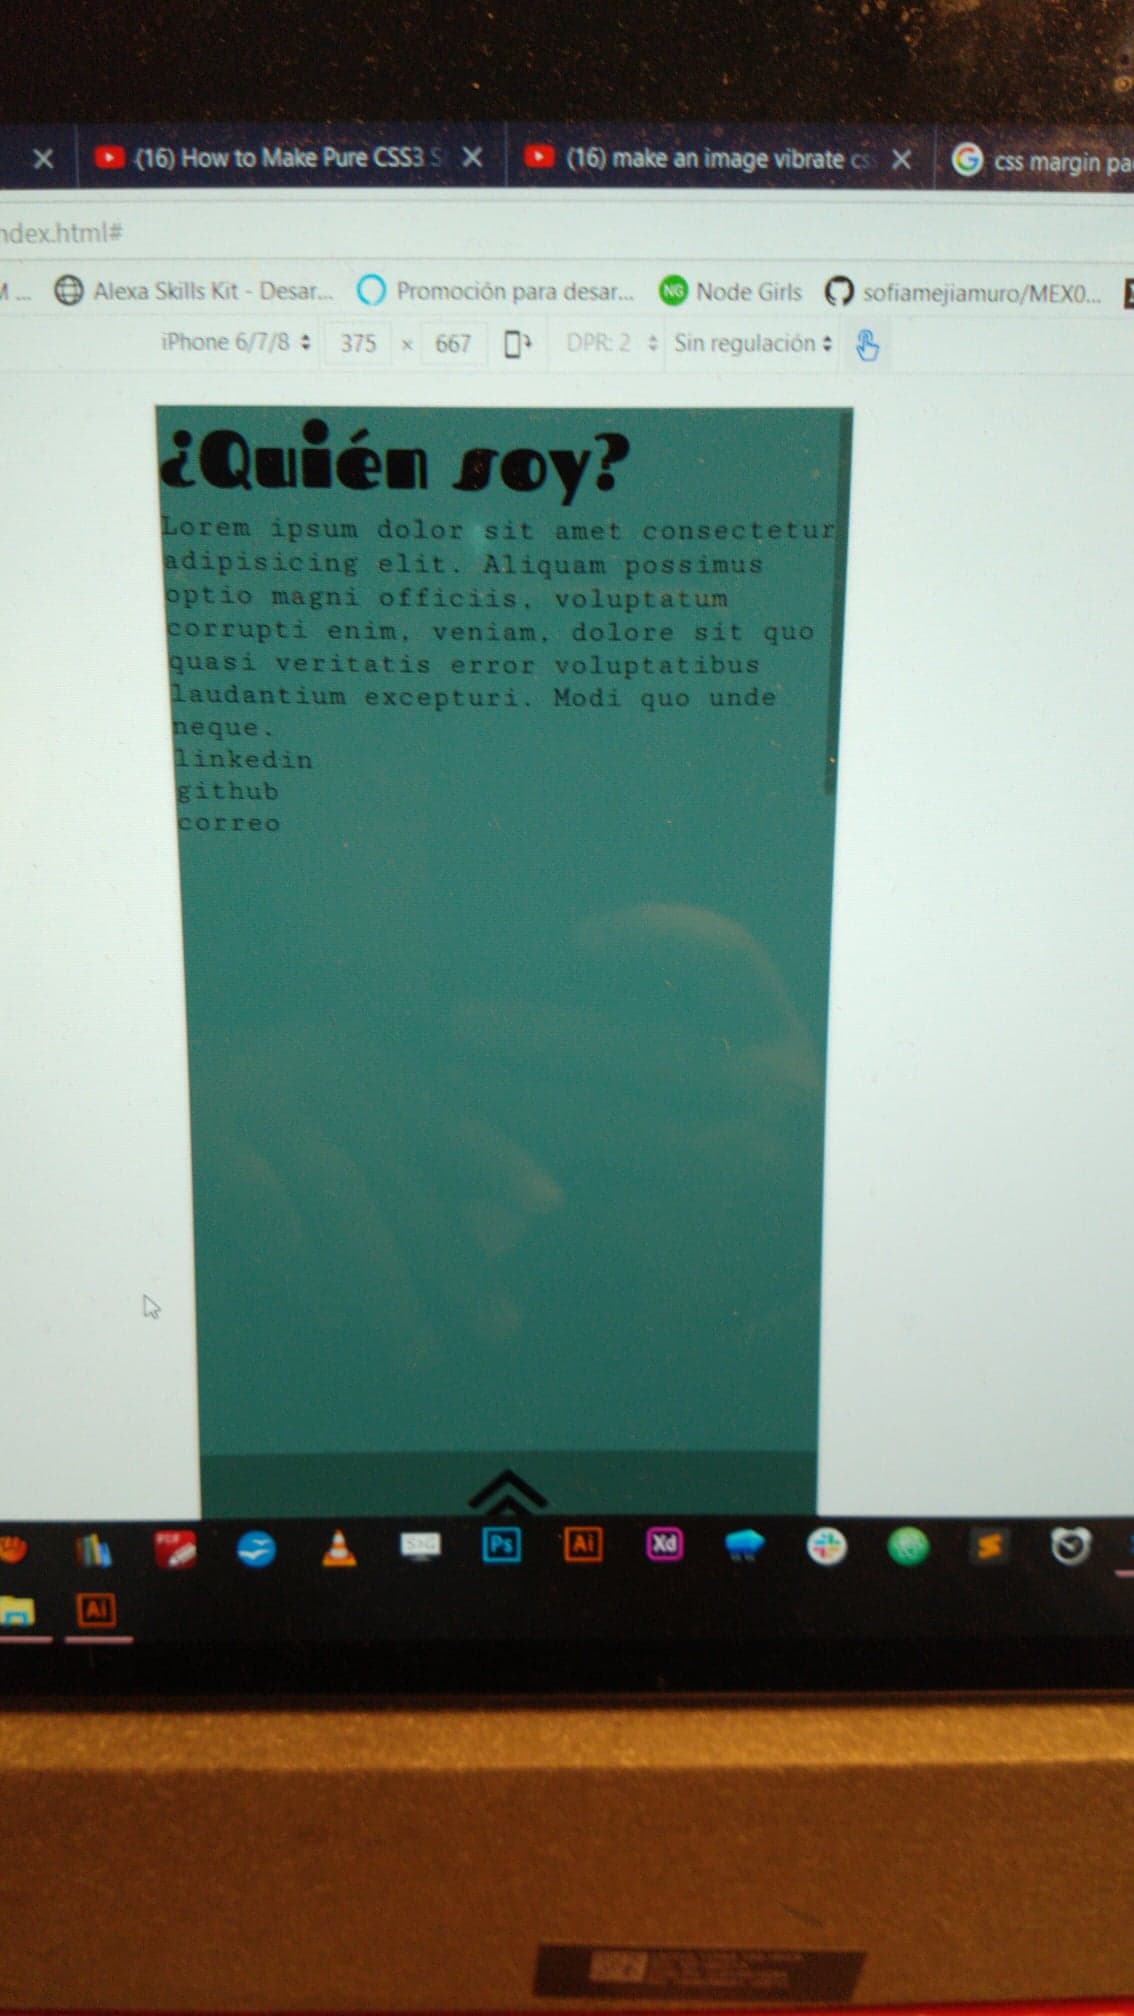 (16) How to Make Pure CSS3 S
(16) make an image vibrate css
css margin pa
ndex.html#
M ...
Alexa Skills Kit - Desar...
Promoción para desar...
NG Node Girls
sofiamejiamuro/MEX0...
iPhone 6/7/8 375 × 667 DPR: 2 Sin regulación
¿Quién soy?
Lorem ipsum dolor sit amet consectetur
adipisicing elit. Aliquam possimus
optio magni officiis, voluptatum
corrupti enim, veniam, dolore sit quo
quasi veritatis error voluptatibus
laudantium excepturi. Modi quo unde
neque.
linkedin
github
correo
PDF
Ps
Ai
Xd
Ai